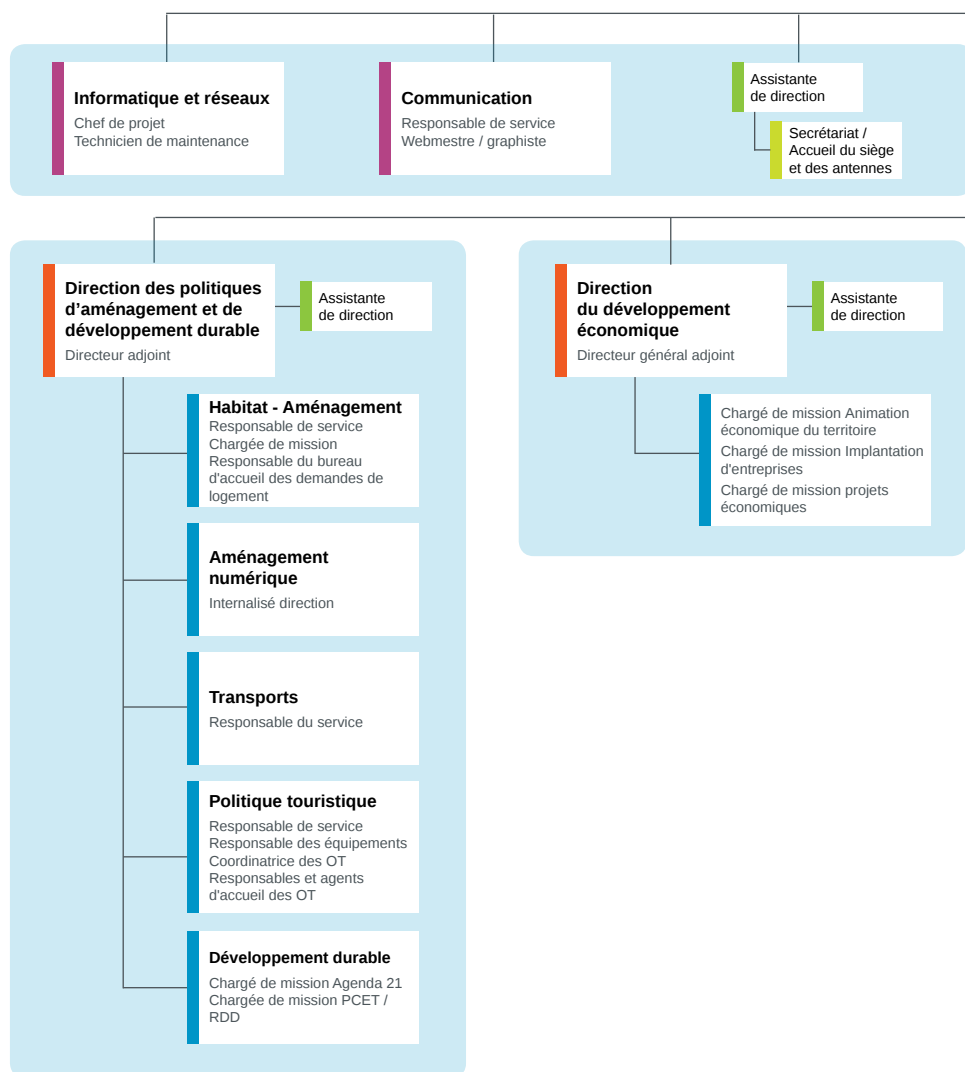 Informatique et réseaux
Chef de projet
Technicien de maintenance
Communication
Responsable de service
Webmestre / graphiste
Assistante
de direction
Secrétariat /
Accueil du siège
et des antennes
Direction des politiques
d’aménagement et de
développement durable
Directeur adjoint
Assistante
de direction
Habitat - Aménagement
Responsable de service
Chargée de mission
Responsable du bureau
d'accueil des demandes de
logement
Aménagement
numérique
Internalisé direction
Transports
Responsable du service
Politique touristique
Responsable de service
Responsable des équipements
Coordinatrice des OT
Responsables et agents
d'accueil des OT
Développement durable
Chargé de mission Agenda 21
Chargée de mission PCET /
RDD
Direction
du développement
économique
Directeur général adjoint
Assistante
de direction
Chargé de mission Animation
économique du territoire
Chargé de mission Implantation
d'entreprises
Chargé de mission projets
économiques